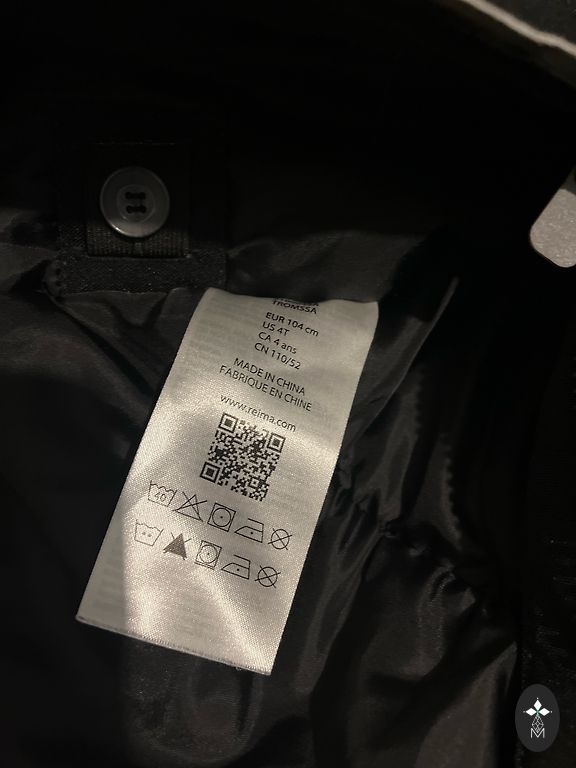 TROMSSA
EUR 104 cm
US 4T
CA 4 ans
CN 110/52
MADE IN CHINA
FABRIQUE EN CHINE
www.reima.com
40
M